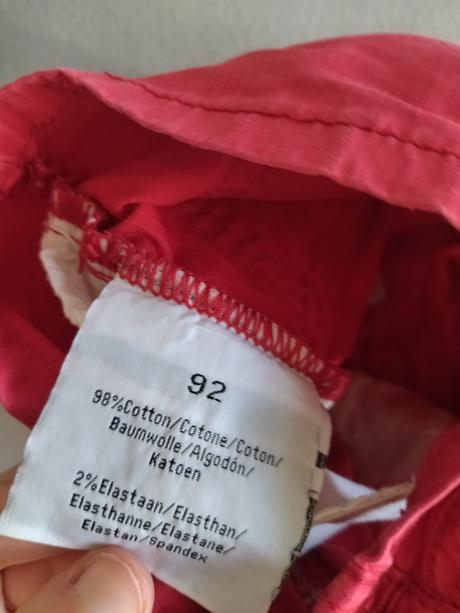 92
98%Cotton/Cotone/Coton/
Baumwolle/Algodón/
Katoen
2%Elastaan/Elasthan/
Elasthanne/Elastane/
Elastan/Spandex